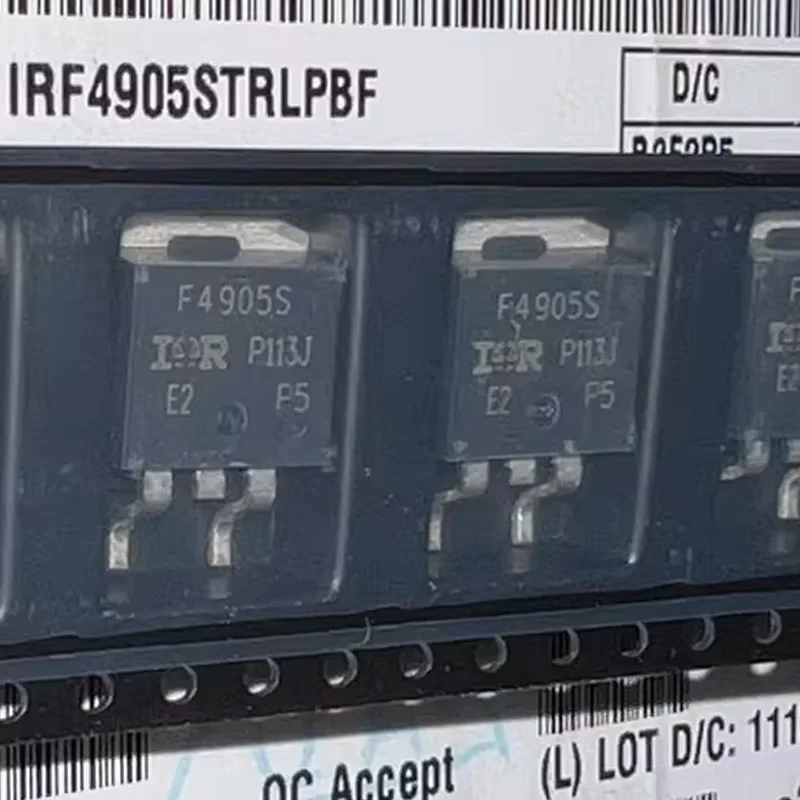 IRF4905STRLPBF
D/C
F4905S
IOR P113J
E2 P5
F4905S
IOR P113J
E2 P5
QC Accept
(L) LOT D/C: 111